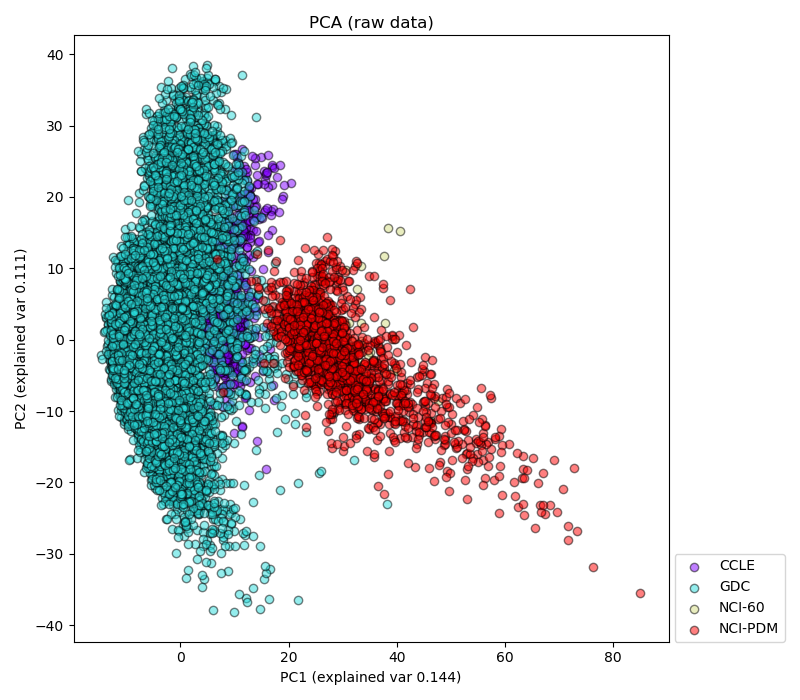 PCA (raw data)
PC2 (explained var 0.111)
40
30
20
10
0
−10
−20
−30
−40
0
20
40
60
80
PC1 (explained var 0.144)
CCLE
GDC
NCI-60
NCI-PDM